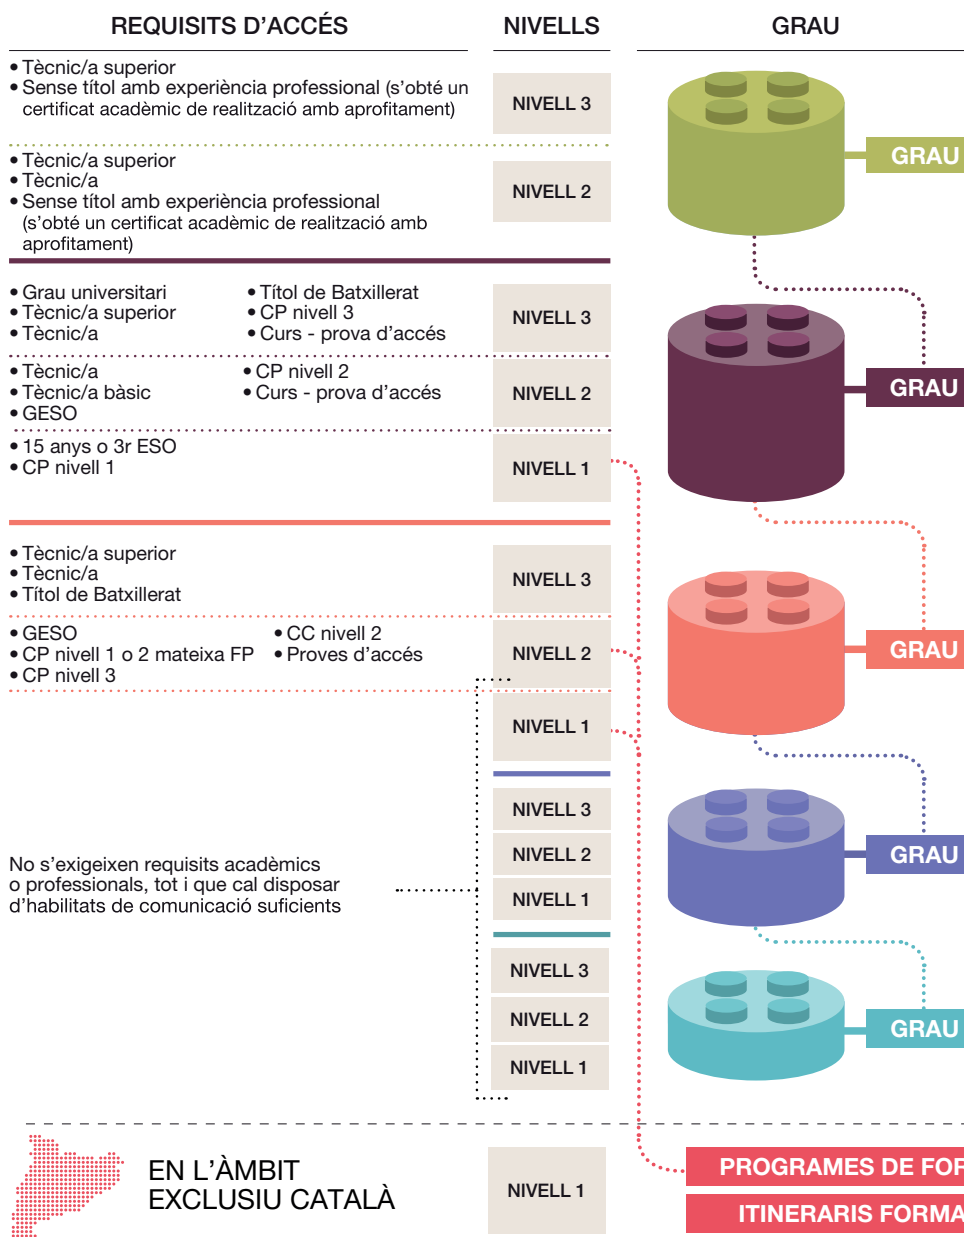 REQUISITS D'ACCÉS
NIVELLS
GRAU
• Tècnic/a superior
• Sense títol amb experiència professional (s'obté un
certificat acadèmic de realització amb aprofitament)
NIVELL 3
GRAU
• Tècnic/a superior
• Tècnic/a
• Sense títol amb experiència professional
(s'obté un certificat acadèmic de realització amb
aprofitament)
NIVELL 2
• Grau universitari
• Tècnic/a superior
• Tècnic/a
• Títol de Batxillerat
• CP nivell 3
• Curs - prova d'accés
NIVELL 3
GRAU
• Tècnic/a
• Tècnic/a bàsic
• GESO
• CP nivell 2
• Curs - prova d'accés
NIVELL 2
• 15 anys o 3r ESO
• CP nivell 1
NIVELL 1
• Tècnic/a superior
• Tècnic/a
• Títol de Batxillerat
NIVELL 3
GRAU
• GESO
• CP nivell 1 o 2 mateixa FP
• CP nivell 3
• CC nivell 2
• Proves d'accés
NIVELL 2
NIVELL 1
No s'exigeixen requisits acadèmics
o professionals, tot i que cal disposar
d'habilitats de comunicació suficients
NIVELL 3
NIVELL 2
NIVELL 1
GRAU
NIVELL 3
NIVELL 2
NIVELL 1
GRAU
EN L'ÀMBIT
EXCLUSIU CATALÀ
NIVELL 1
PROGRAMES DE FOR
ITINERARIS FORMA